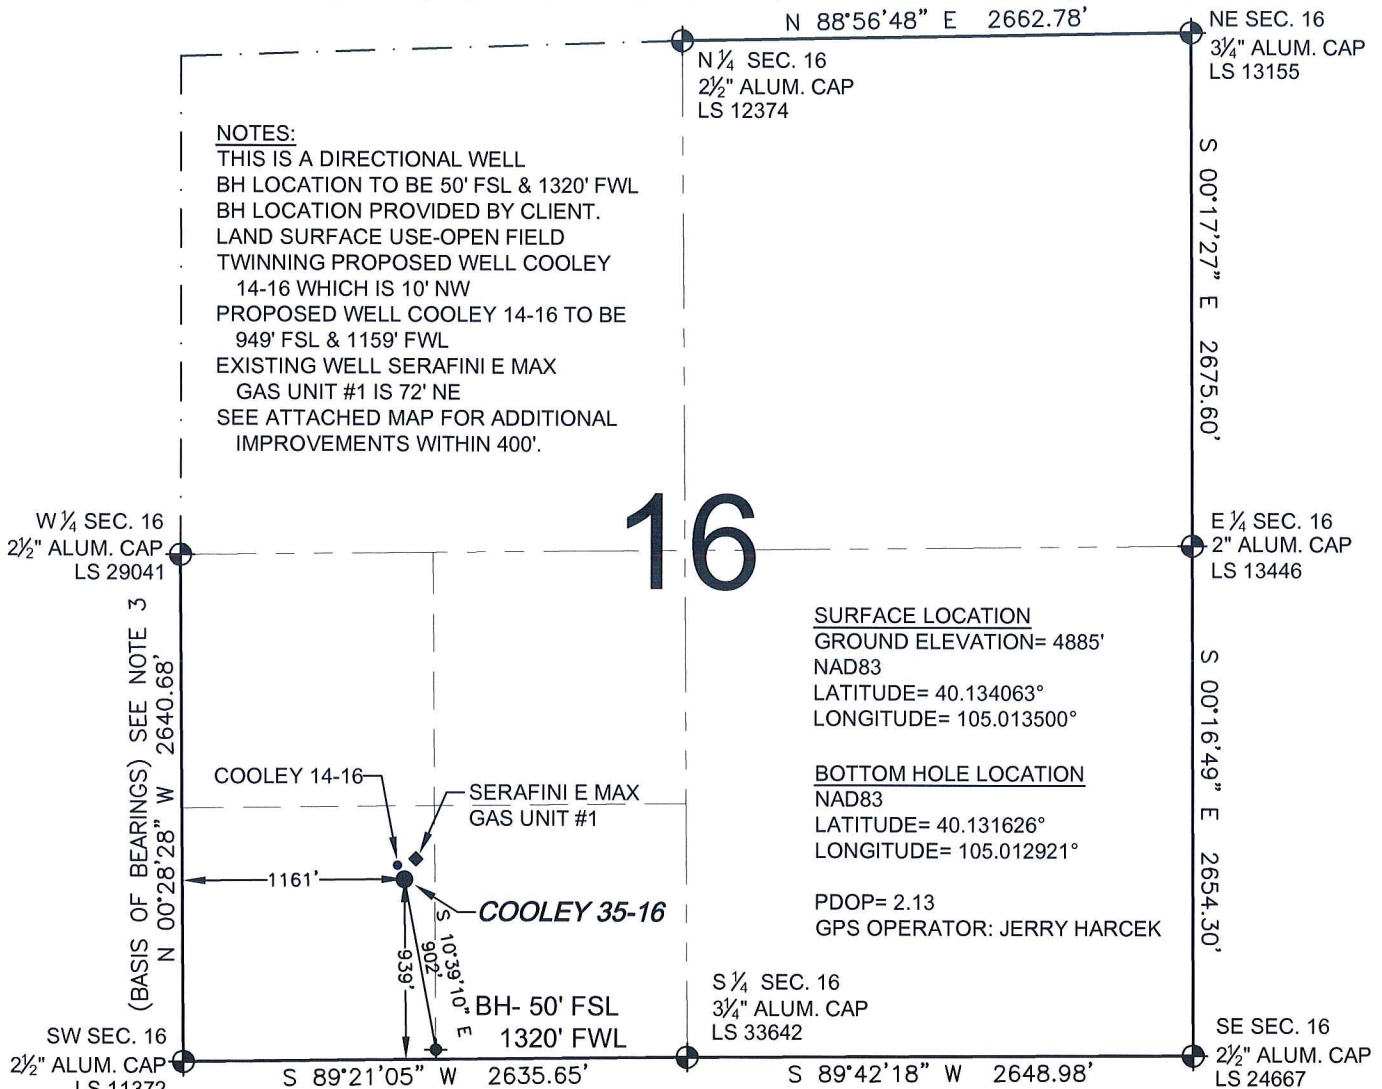 N 88°56'48" E 2662.78'
NE SEC. 16
3¼" ALUM. CAP
LS 13155
N ¼ SEC. 16
2½" ALUM. CAP
LS 12374
NOTES:
THIS IS A DIRECTIONAL WELL
BH LOCATION TO BE 50' FSL & 1320' FWL
BH LOCATION PROVIDED BY CLIENT.
LAND SURFACE USE-OPEN FIELD
TWINNING PROPOSED WELL COOLEY
14-16 WHICH IS 10' NW
PROPOSED WELL COOLEY 14-16 TO BE
949' FSL & 1159' FWL
EXISTING WELL SERAFINI E MAX
GAS UNIT #1 IS 72' NE
SEE ATTACHED MAP FOR ADDITIONAL
IMPROVEMENTS WITHIN 400'.
S 00°17'27" E 2675.60'
16
W ¼ SEC. 16
2½" ALUM. CAP
LS 29041
E ¼ SEC. 16
2" ALUM. CAP
LS 13446
(BASIS OF BEARINGS) SEE NOTE 3
N 00°28'28" W 2640.68'
SURFACE LOCATION
GROUND ELEVATION= 4885'
NAD83
LATITUDE= 40.134063°
LONGITUDE= 105.013500°
BOTTOM HOLE LOCATION
NAD83
LATITUDE= 40.131626°
LONGITUDE= 105.012921°
PDOP= 2.13
GPS OPERATOR: JERRY HARCEK
S 00°16'49" E 2654.30'
COOLEY 14-16
SERAFINI E MAX
GAS UNIT #1
1161'
COOLEY 35-16
S 10°39'10" E
902'
939'
BH- 50' FSL
1320' FWL
S ¼ SEC. 16
3¼" ALUM. CAP
LS 33642
SW SEC. 16
2½" ALUM. CAP
LS 11372
SE SEC. 16
2½" ALUM. CAP
LS 24667
S 89°21'05" W 2635.65'
S 89°42'18" W 2648.98'